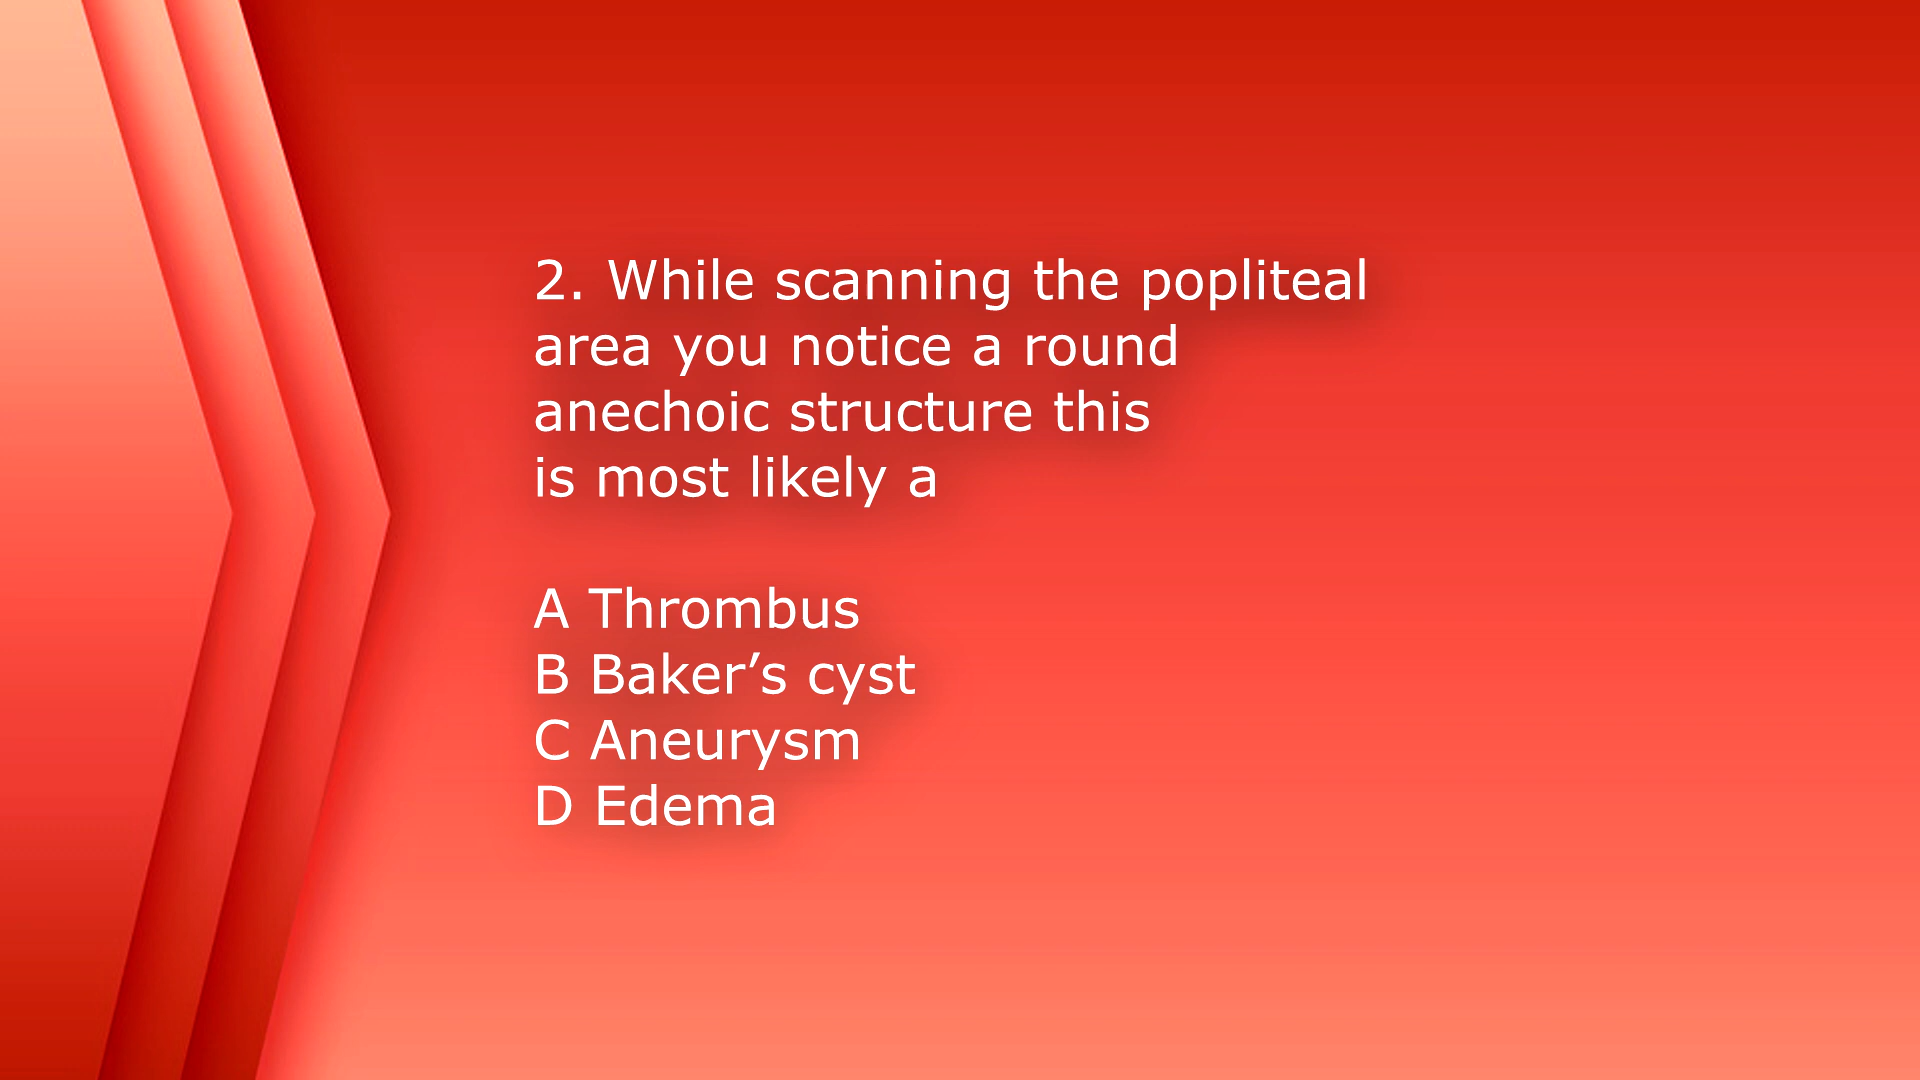 2. While scanning the popliteal
area you notice a round
anechoic structure this
is most likely a
A Thrombus
B Baker’s cyst
C Aneurysm
D Edema